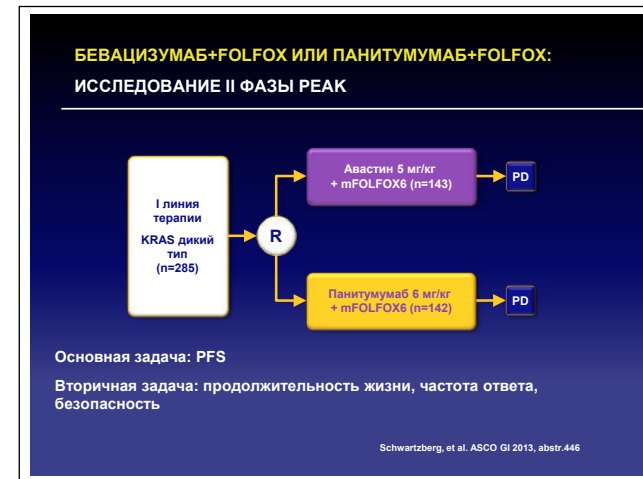 БЕВАЦИЗУМАБ+FOLFOX ИЛИ ПАНИТУМУМАБ+FOLFOX:
ИССЛЕДОВАНИЕ II ФАЗЫ PEAK
I линия
терапии
KRAS дикий
тип
(n=285)
R
Авастин 5 мг/кг
+ mFOLFOX6 (n=143)
PD
Панитумумаб 6 мг/кг
+ mFOLFOX6 (n=142)
PD
Основная задача: PFS
Вторичная задача: продолжительность жизни, частота ответа,
безопасность
Schwartzberg, et al. ASCO GI 2013, abstr.446